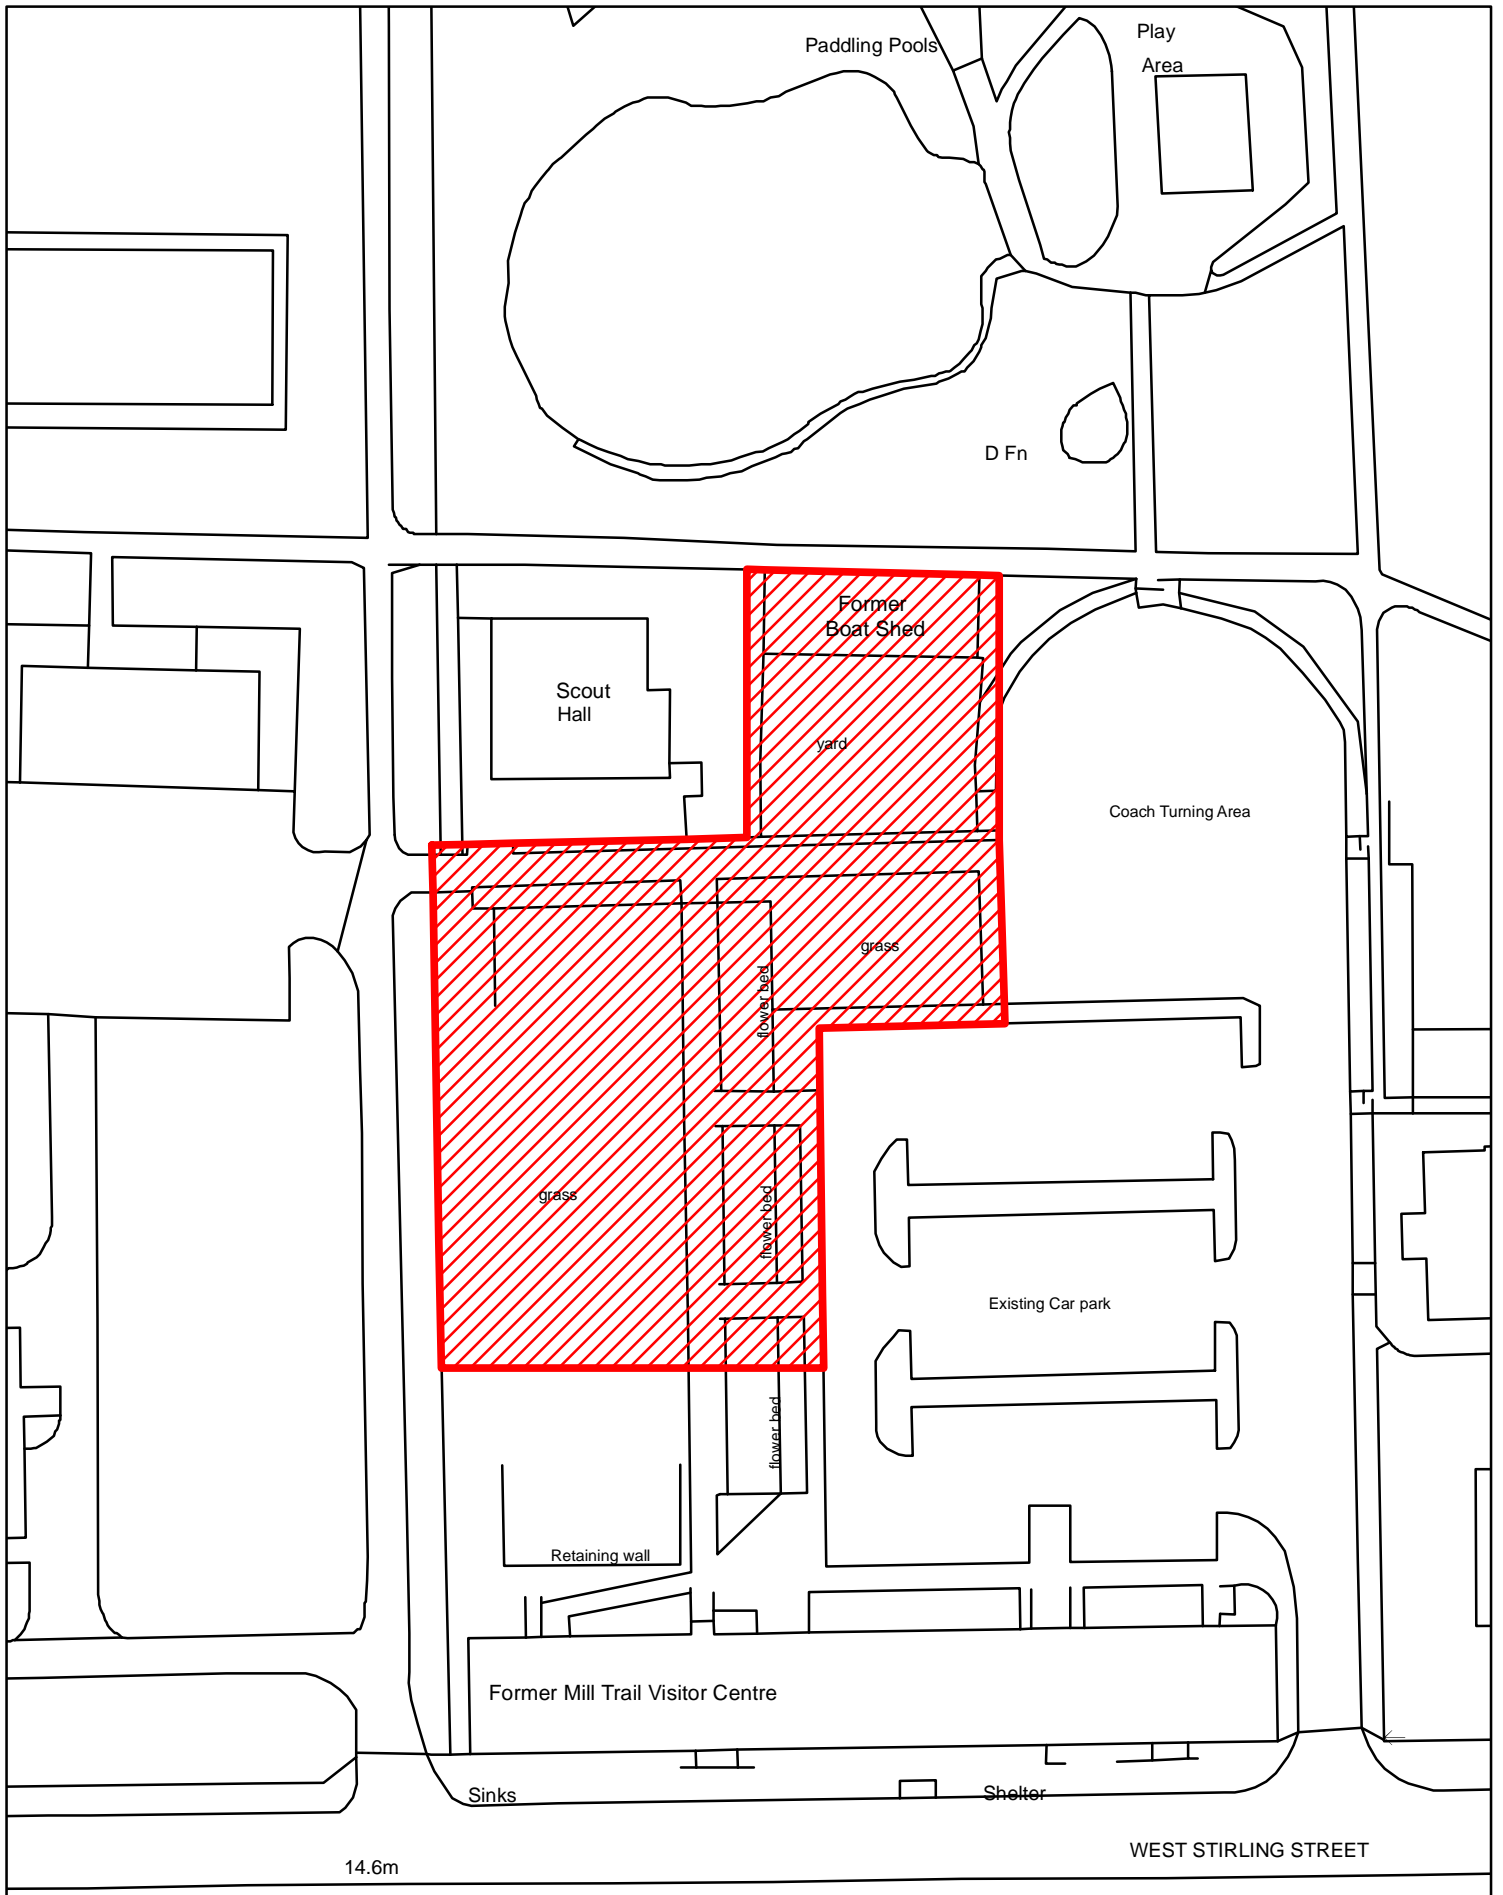 Paddling Pools
Play
Area
D Fn
Former
Boat Shed
Scout
Hall
yard
Coach Turning Area
grass
flower bed
grass
flower bed
Existing Car park
flower bed
Retaining wall
Former Mill Trail Visitor Centre
Sinks
Shelter
WEST STIRLING STREET
14.6m